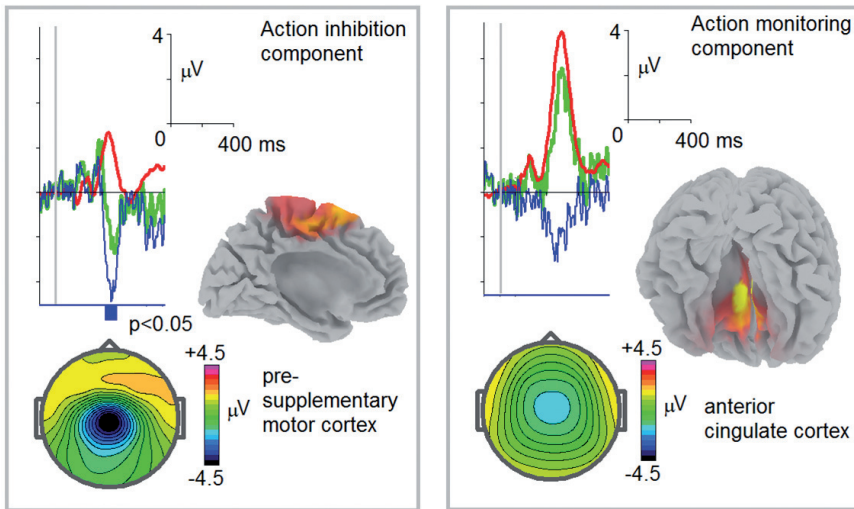 Action inhibition
component
4
μV
0
400 ms
p<0.05
+4.5
μV
-4.5
pre-
supplementary
motor cortex
Action monitoring
component
4
μV
0
400 ms
+4.5
μV
-4.5
anterior
cingulate cortex